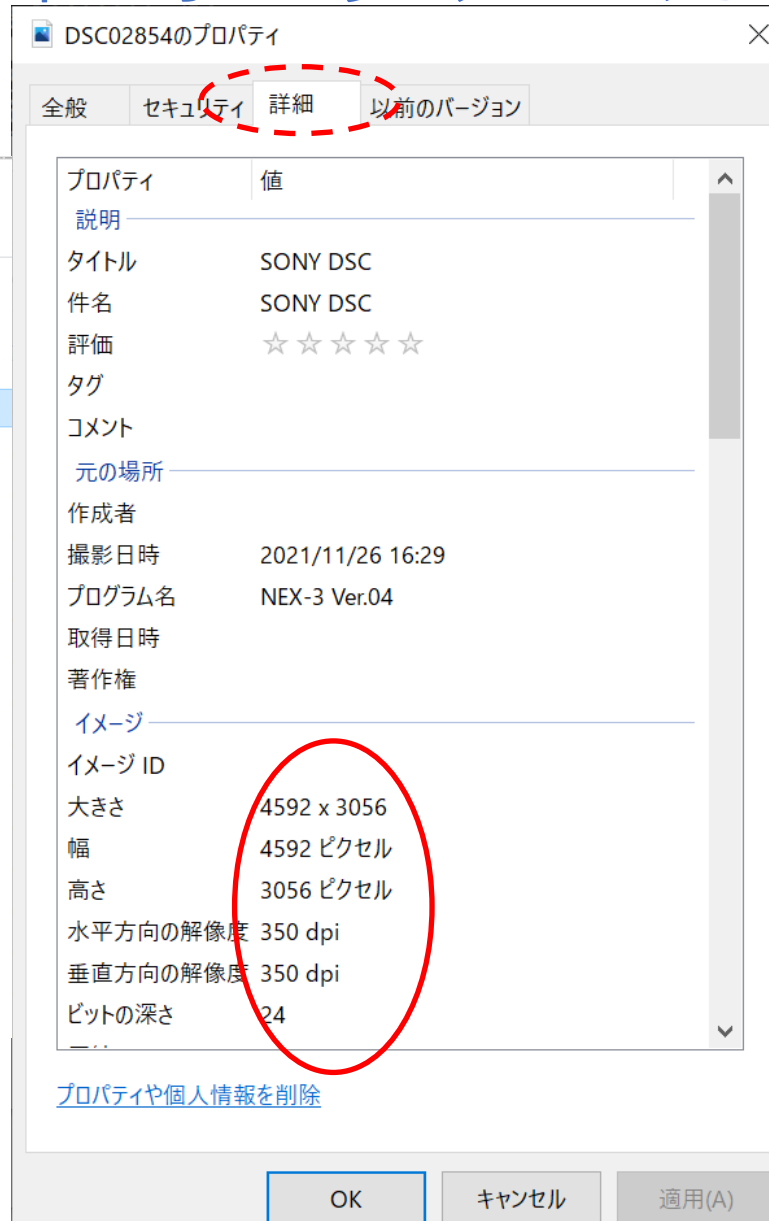 DSC02854のプロパティ
全般 セキュリティ 詳細 以前のバージョン
プロパティ 値
説明
タイトル SONY DSC
件名 SONY DSC
評価
タグ
コメント
元の場所
作成者
撮影日時 2021/11/26 16:29
プログラム名 NEX-3 Ver.04
取得日時
著作権
イメージ
イメージ ID
大きさ 4592 x 3056
幅 4592 ピクセル
高さ 3056 ピクセル
水平方向の解像度 350 dpi
垂直方向の解像度 350 dpi
ビットの深さ 24
プロパティや個人情報を削除
OK キャンセル 適用(A)